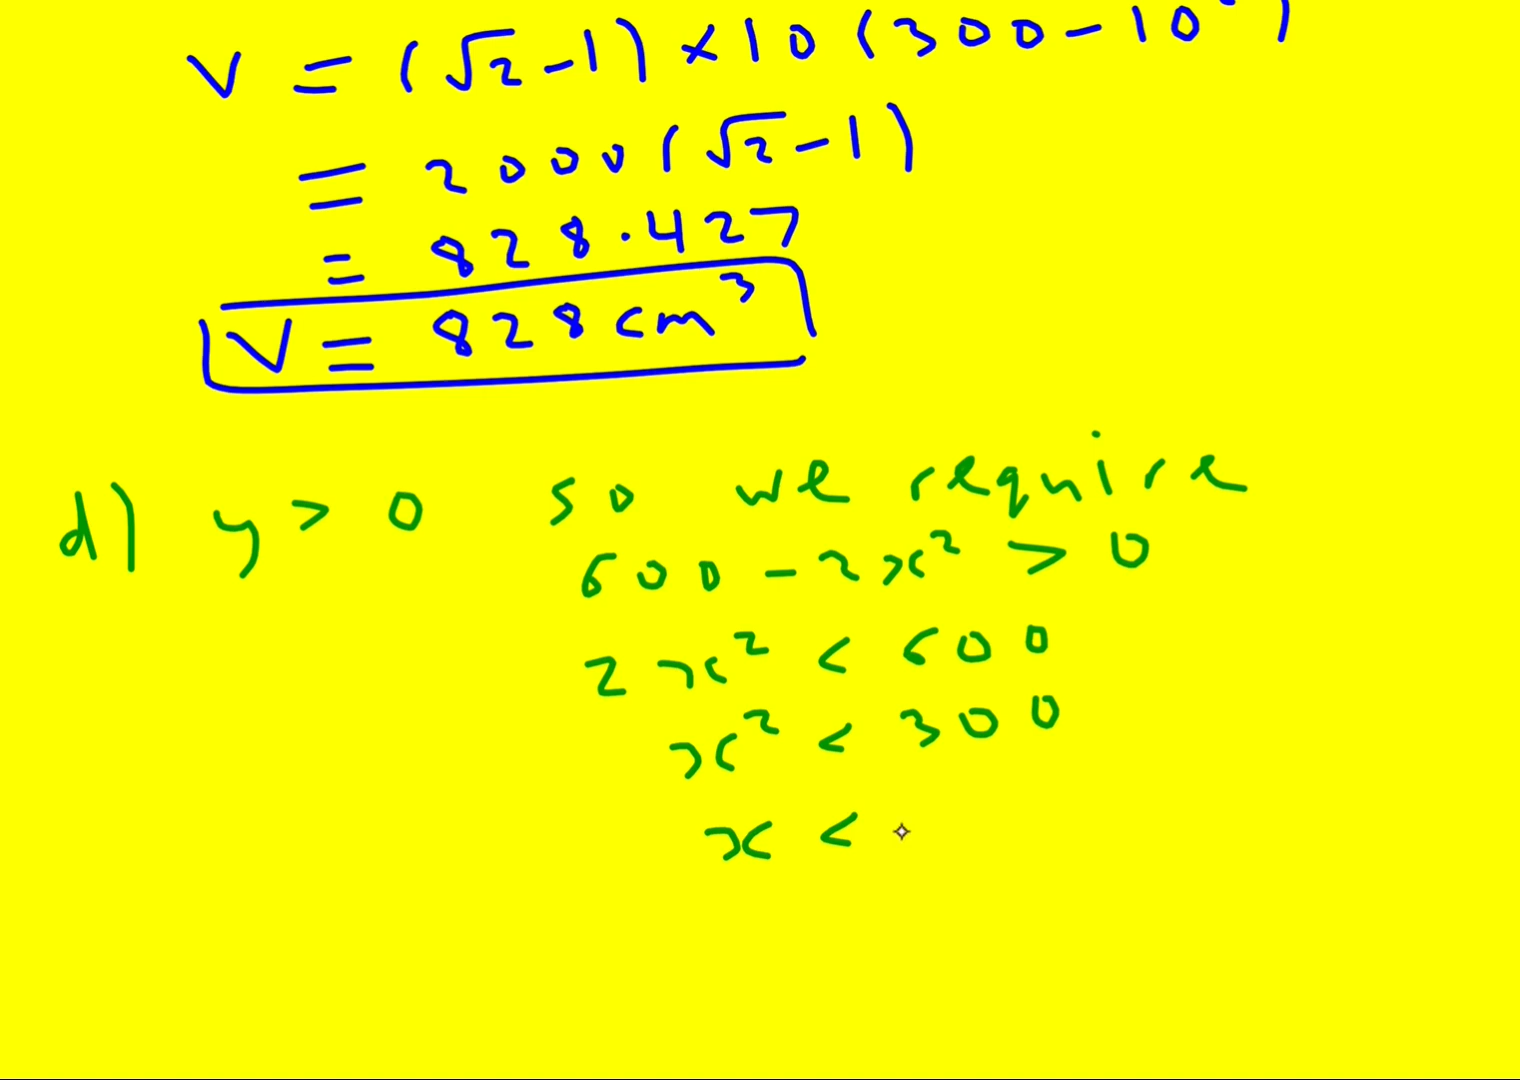 V = (√2-1) × 10 (300-10²)
= 2000(√2-1)
= 828.427
V = 828 cm³
d) y > 0 so we require
600 - 2x² > 0
2x² < 600
x² < 300
x <